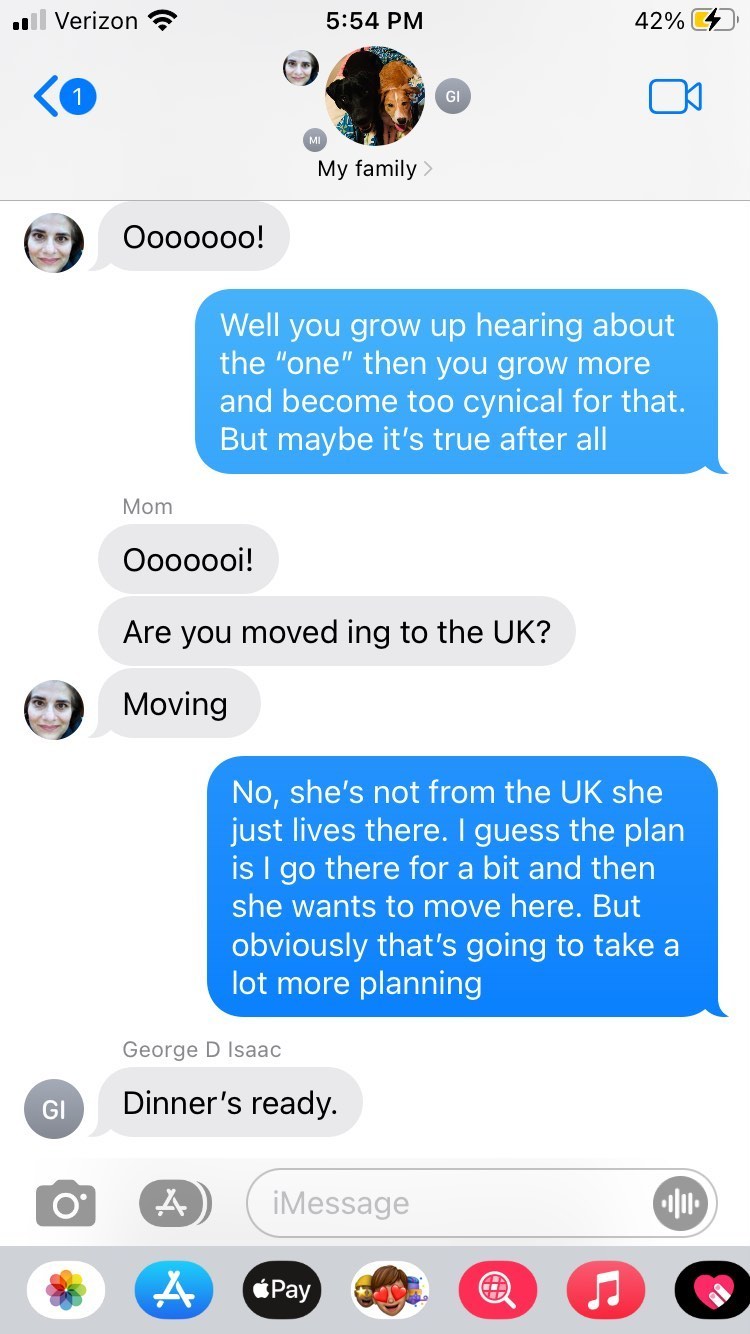 Verizon 5:54 PM 42%
1
GI
MI
My family
Ooooooo!
Well you grow up hearing about
the “one” then you grow more
and become too cynical for that.
But maybe it’s true after all
Mom
Ooooooi!
Are you moved ing to the UK?
Moving
No, she’s not from the UK she
just lives there. I guess the plan
is I go there for a bit and then
she wants to move here. But
obviously that’s going to take a
lot more planning
George D Isaac
GI
Dinner’s ready.
iMessage
Pay